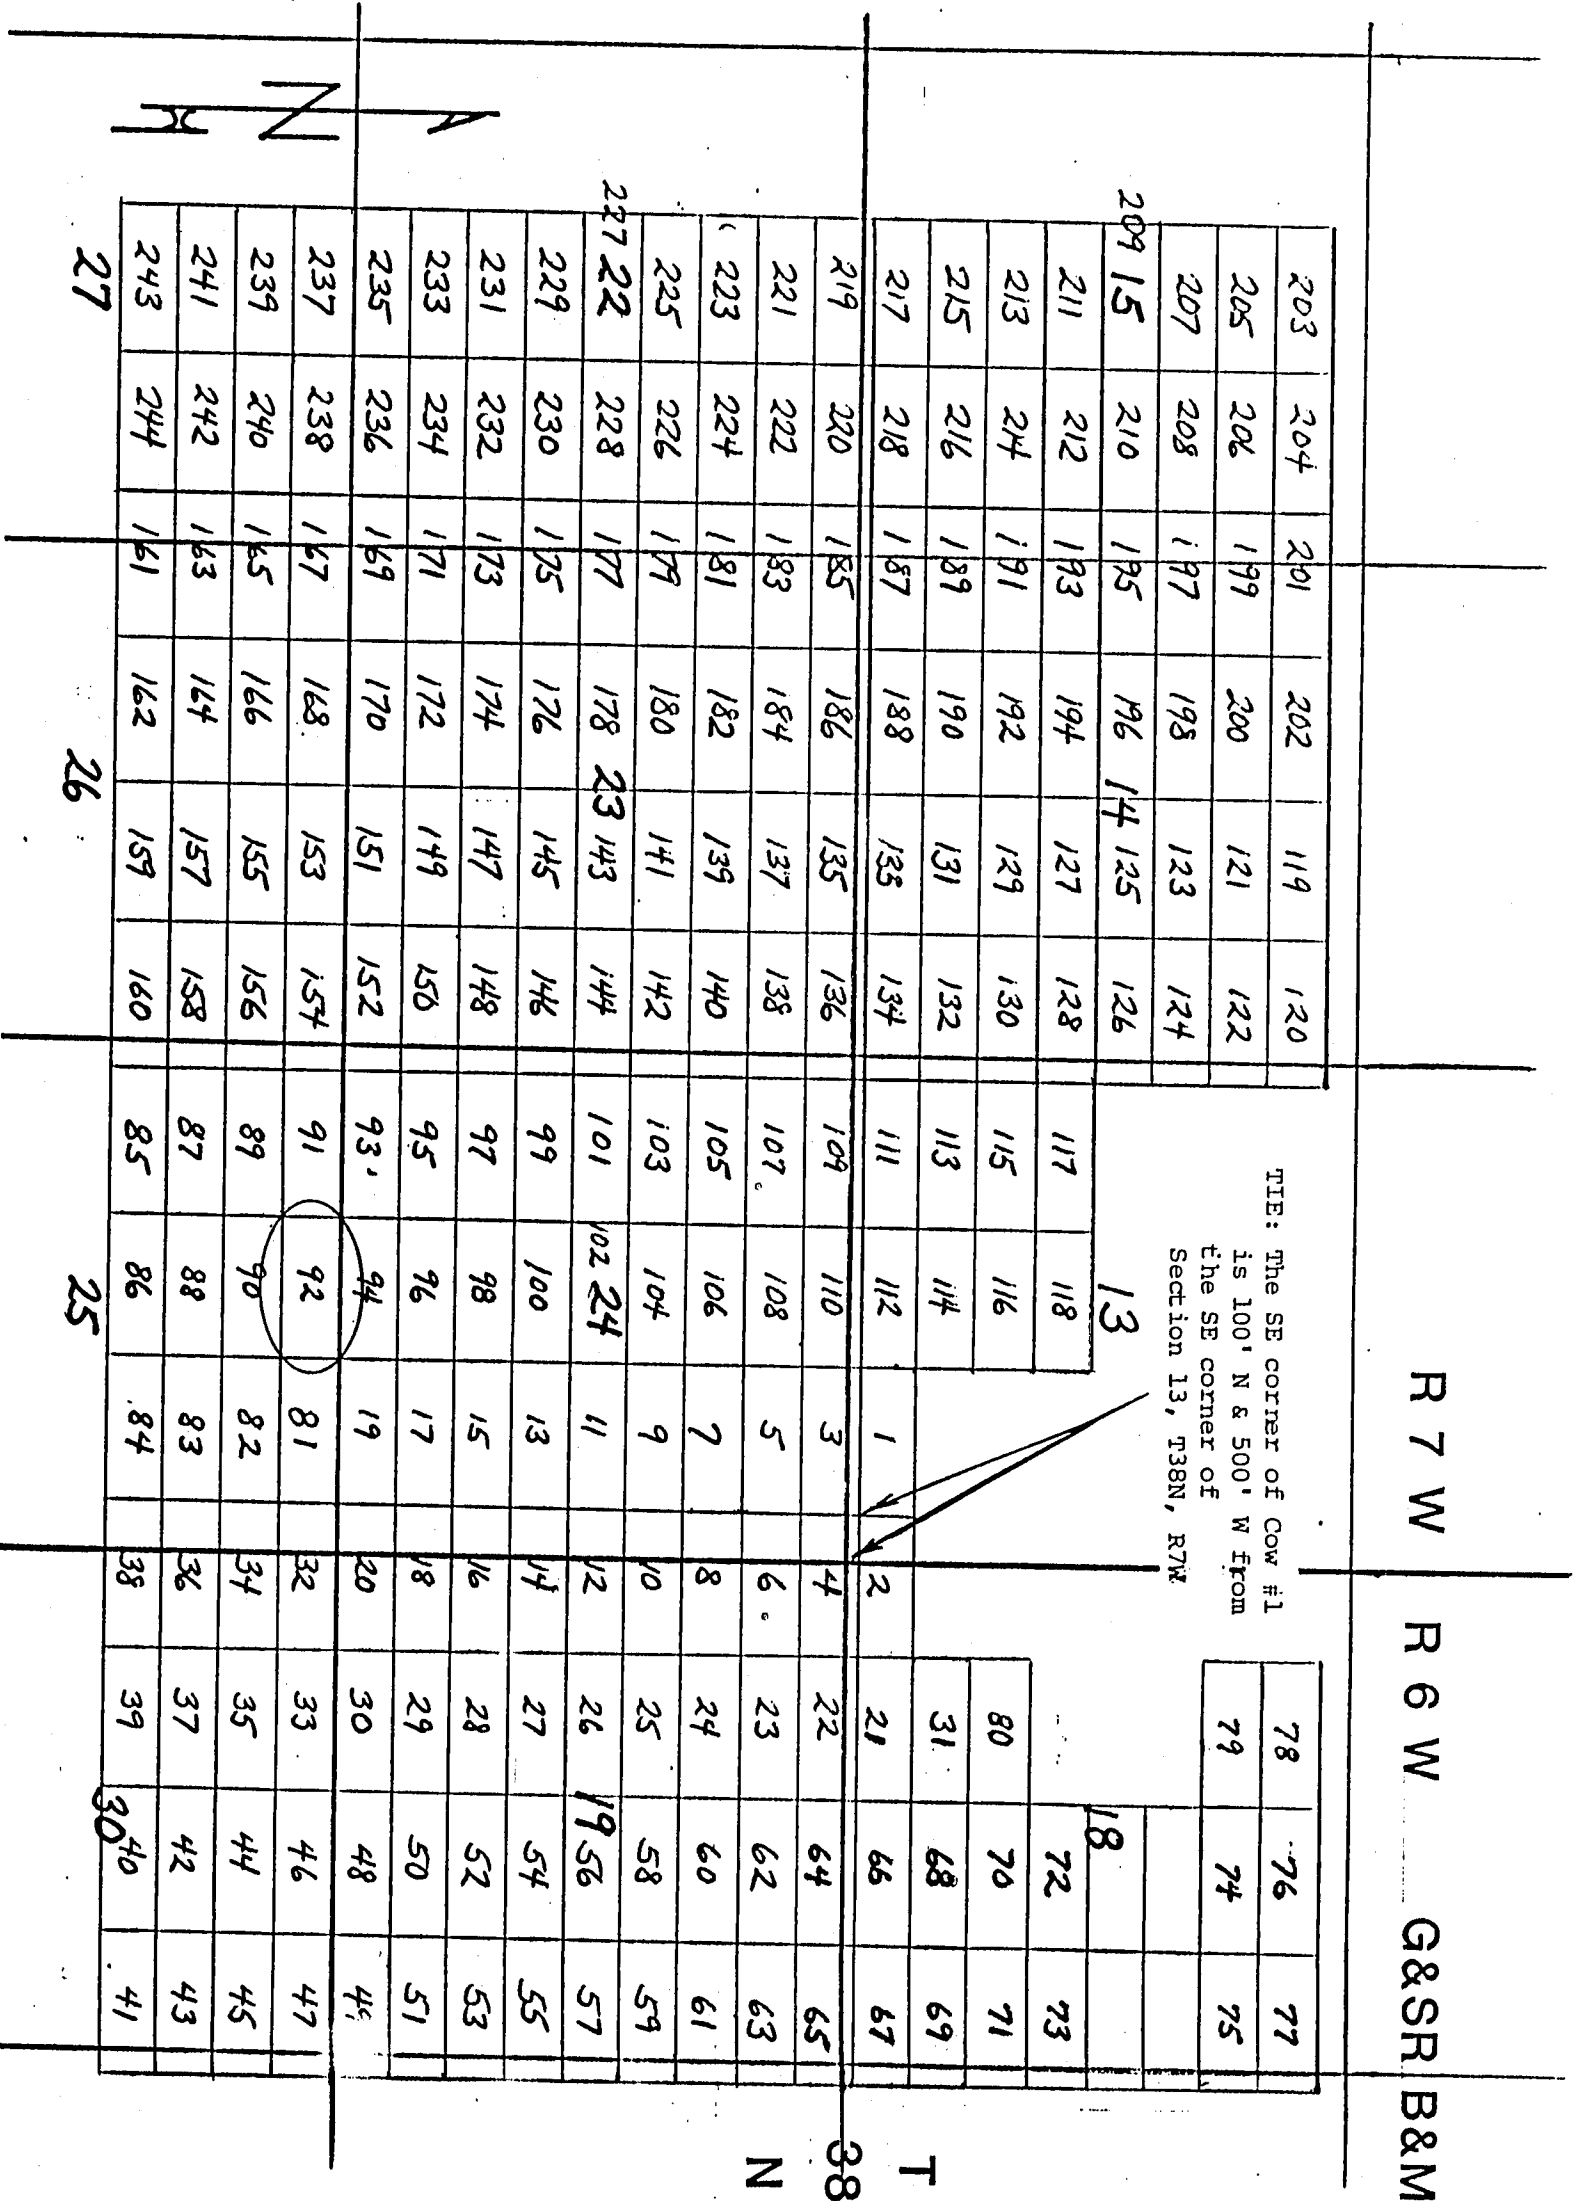 R 7 W R 6 W G&SR B&M
TIE: The SE corner of Cow #1
is 100' N & 500' W from
the SE corner of
Section 13, T38N, R7W
203 204 201 202 119 120 78 76 77
205 206 199 200 121 122 79 74 75
207 208 197 198 123 124
209 15 210 195 196 14 125 126 13 18
211 212 193 194 127 128 117 118 72 73
213 214 191 192 129 130 115 116 80 70 71
215 216 189 190 131 132 113 114 31 68 69
217 218 187 188 133 134 111 112 1 2 21 66 67
219 220 185 186 135 136 109 110 3 4 22 64 65
221 222 183 184 137 138 107 108 5 6 23 62 63
223 224 181 182 139 140 105 106 7 8 24 60 61
225 226 179 180 141 142 103 104 9 10 25 58 59
227 22 228 177 178 23 143 144 101 102 24 11 12 26 19 56 57
229 230 175 176 145 146 99 100 13 14 27 54 55
231 232 173 174 147 148 97 98 15 16 28 52 53
233 234 171 172 149 150 95 96 17 18 29 50 51
235 236 169 170 151 152 93 94 19 20 30 48
237 238 167 168 153 154 91 92 81 32 33 46 47
239 240 165 166 155 156 89 90 82 34 35 44 45
241 242 163 164 157 158 87 88 83 36 37 42 43
243 244 161 162 159 160 85 86 84 38 39 30 40 41
27 26 25
T
38
N
N